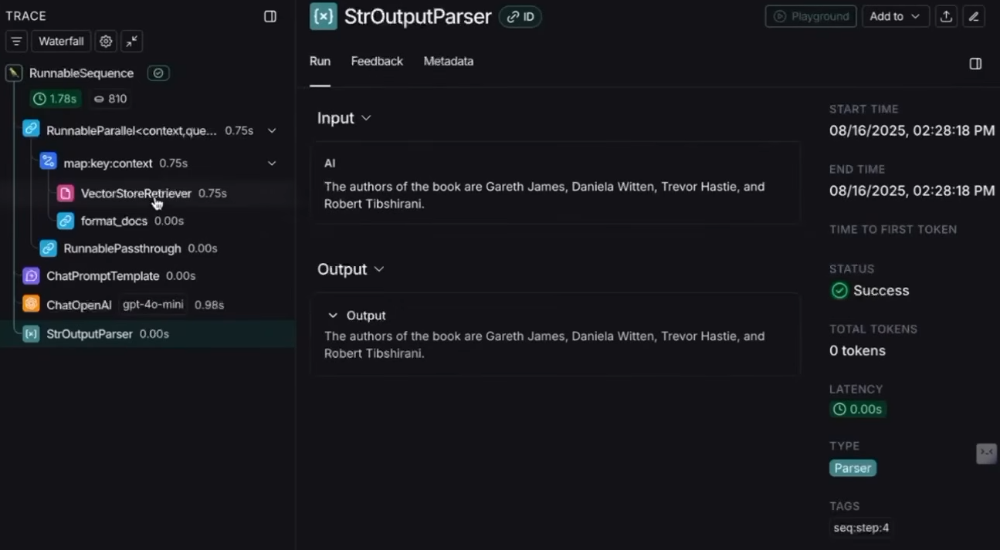 TRACE
Waterfall
RunnableSequence
1.78s 810
RunnableParallel<context,que... 0.75s
map:key:context 0.75s
VectorStoreRetriever 0.75s
format_docs 0.00s
RunnablePassthrough 0.00s
ChatPromptTemplate 0.00s
ChatOpenAI gpt-4o-mini 0.98s
StrOutputParser 0.00s
StrOutputParser ID
Playground Add to
Run Feedback Metadata
Input
AI
The authors of the book are Gareth James, Daniela Witten, Trevor Hastie, and
Robert Tibshirani.
Output
Output
The authors of the book are Gareth James, Daniela Witten, Trevor Hastie, and
Robert Tibshirani.
START TIME
08/16/2025, 02:28:18 PM
END TIME
08/16/2025, 02:28:18 PM
TIME TO FIRST TOKEN
STATUS
Success
TOTAL TOKENS
0 tokens
LATENCY
0.00s
TYPE
Parser
TAGS
seq:step:4